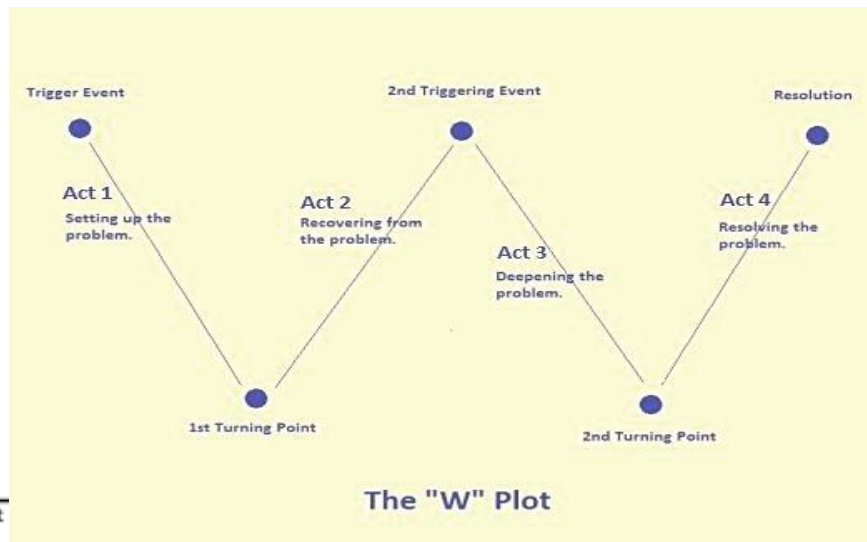 Trigger Event
2nd Triggering Event
Resolution
Act 1
Setting up the
problem.
Act 2
Recovering from
the problem.
Act 3
Deepening the
problem.
Act 4
Resolving the
problem.
1st Turning Point
2nd Turning Point
The "W" Plot
t